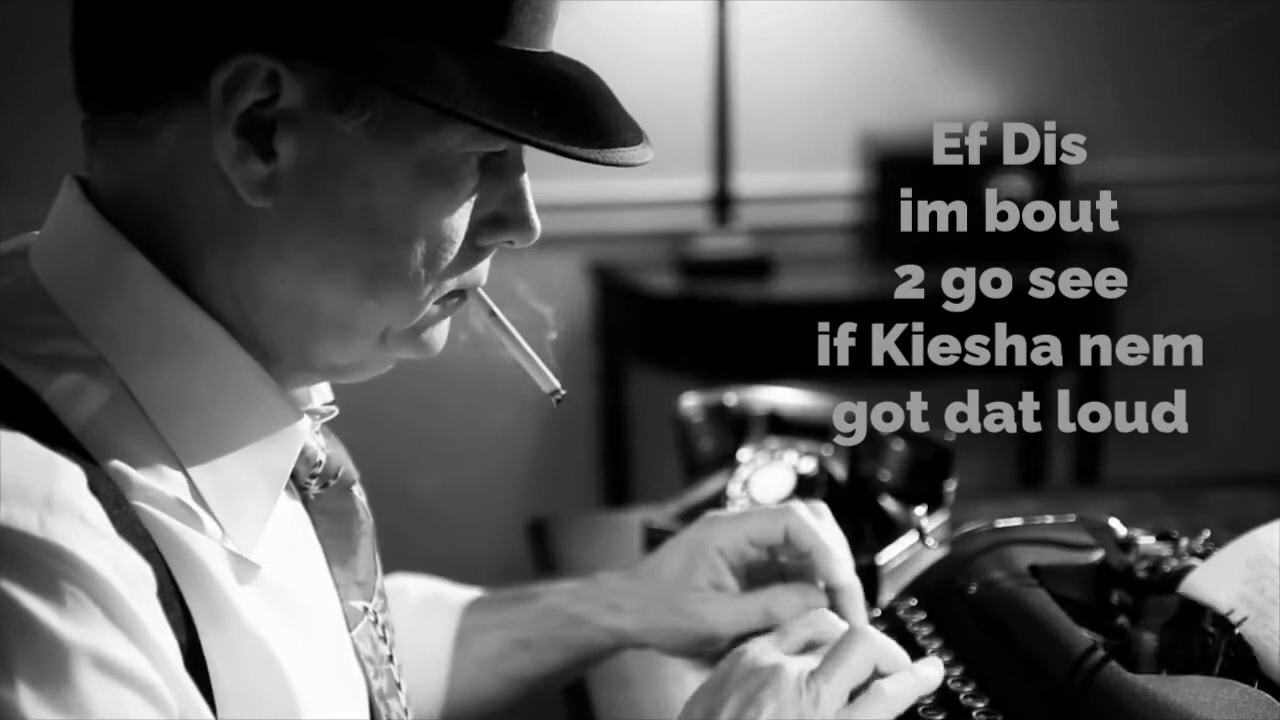 Ef Dis
im bout
2 go see
if Kiesha nem
got dat loud